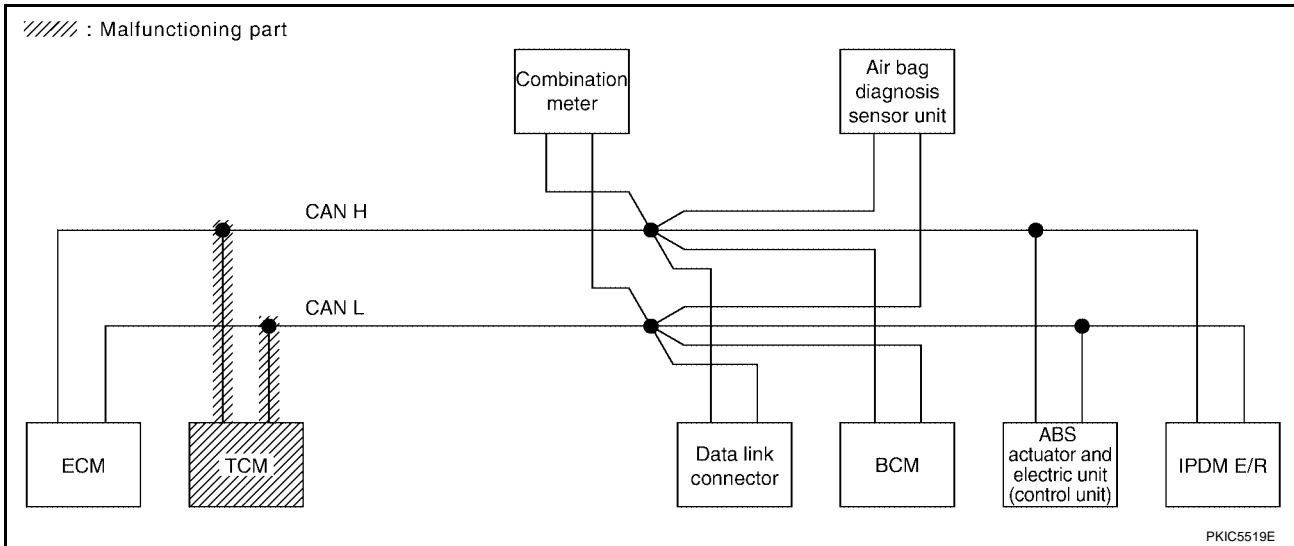 : Malfunctioning part
Combination
meter
Air bag
diagnosis
sensor unit
CAN H
CAN L
ECM
TCM
Data link
connector
BCM
ABS
actuator and
electric unit
(control unit)
IPDM E/R
PKIC5519E